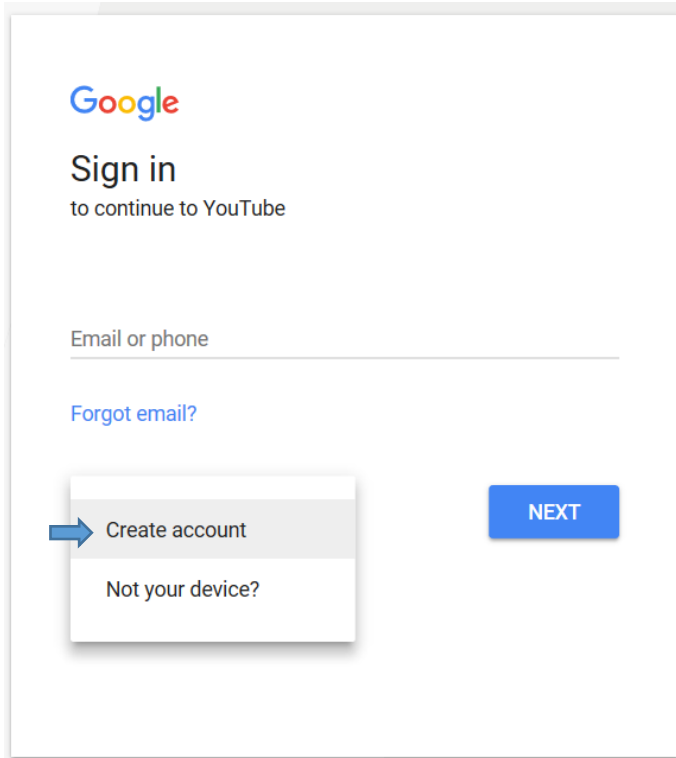 Google
Sign in
to continue to YouTube
Email or phone
Forgot email?
Create account
NEXT
Not your device?